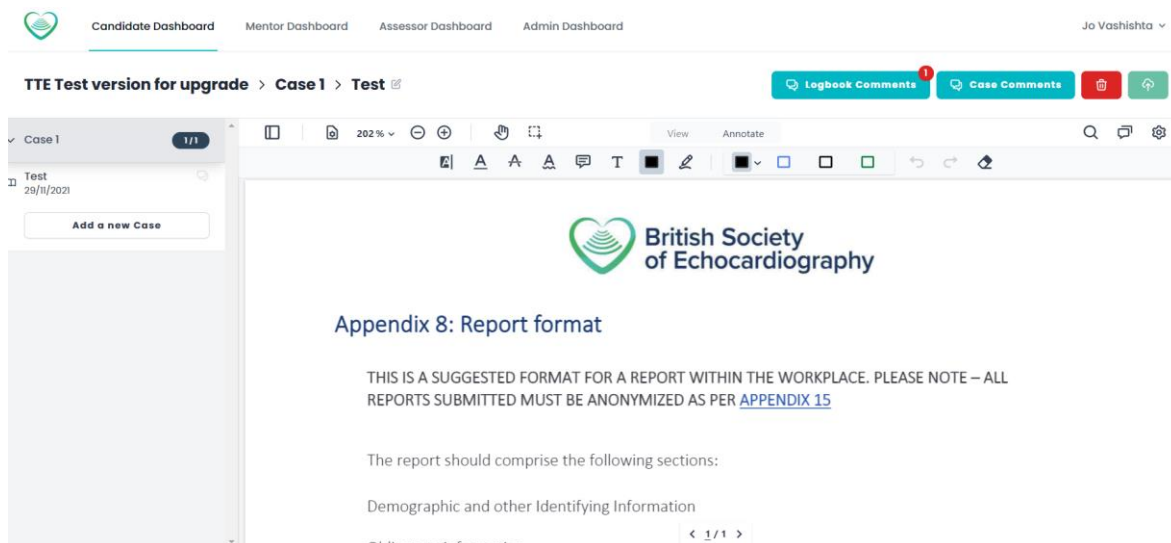 Candidate Dashboard Mentor Dashboard Assessor Dashboard Admin Dashboard Jo Vashishta
TTE Test version for upgrade > Case 1 > Test
Logbook Comments 1 Case Comments
Case 1 1/1
202 % View Annotate
Test
29/11/2021
Add a new Case
British Society
of Echocardiography
Appendix 8: Report format
THIS IS A SUGGESTED FORMAT FOR A REPORT WITHIN THE WORKPLACE. PLEASE NOTE – ALL
REPORTS SUBMITTED MUST BE ANONYMIZED AS PER APPENDIX 15
The report should comprise the following sections:
Demographic and other Identifying Information
< 1/1 >